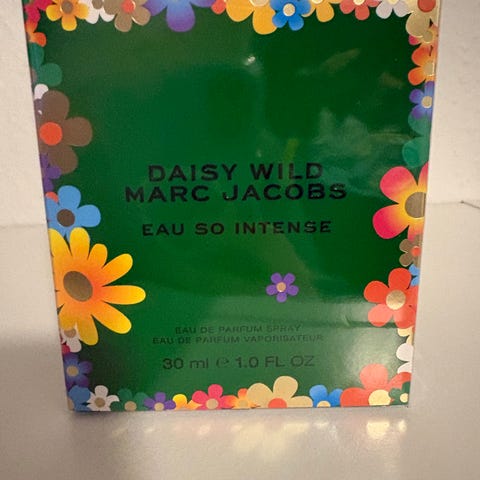 DAISY WILD
MARC JACOBS
EAU SO INTENSE
EAU DE PARFUM SPRAY
EAU DE PARFUM VAPORISATEUR
30 ml ℮ 1.0 FL OZ